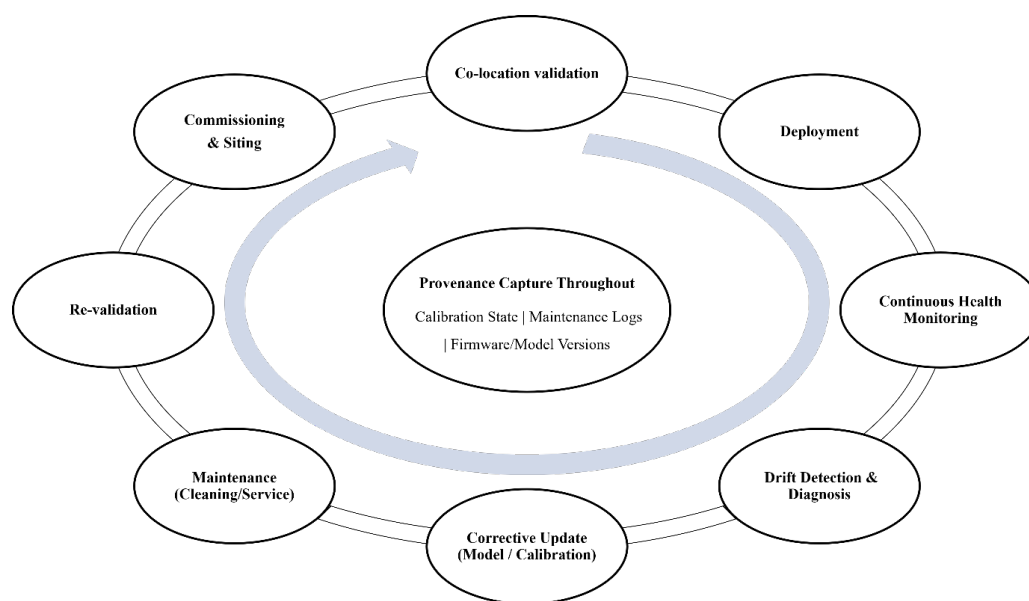 Co-location validation
Commissioning
& Siting
Deployment
Provenance Capture Throughout
Calibration State | Maintenance Logs
| Firmware/Model Versions
Re-validation
Continuous Health
Monitoring
Maintenance
(Cleaning/Service)
Drift Detection &
Diagnosis
Corrective Update
(Model / Calibration)